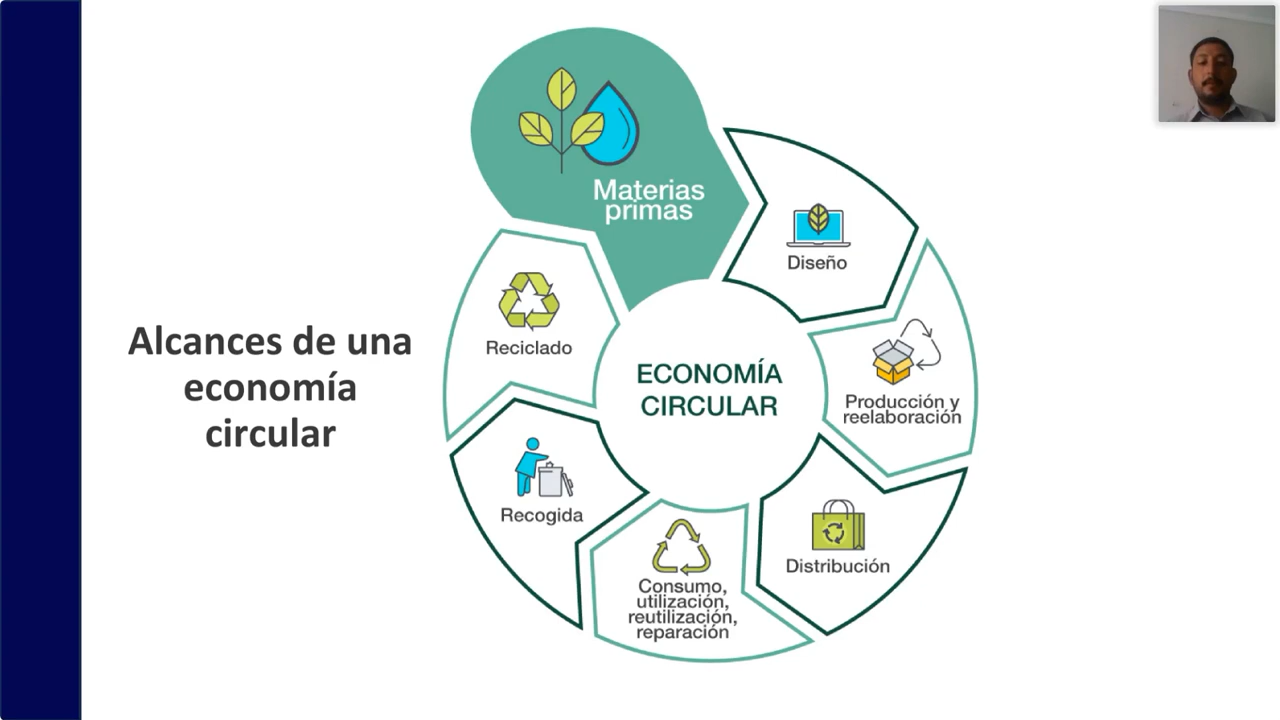 Alcances de una
economía
circular
Materias
primas
Diseño
Producción y
reelaboración
Distribución
Consumo,
utilización,
reutilización,
reparación
Recogida
Reciclado
ECONOMÍA
CIRCULAR